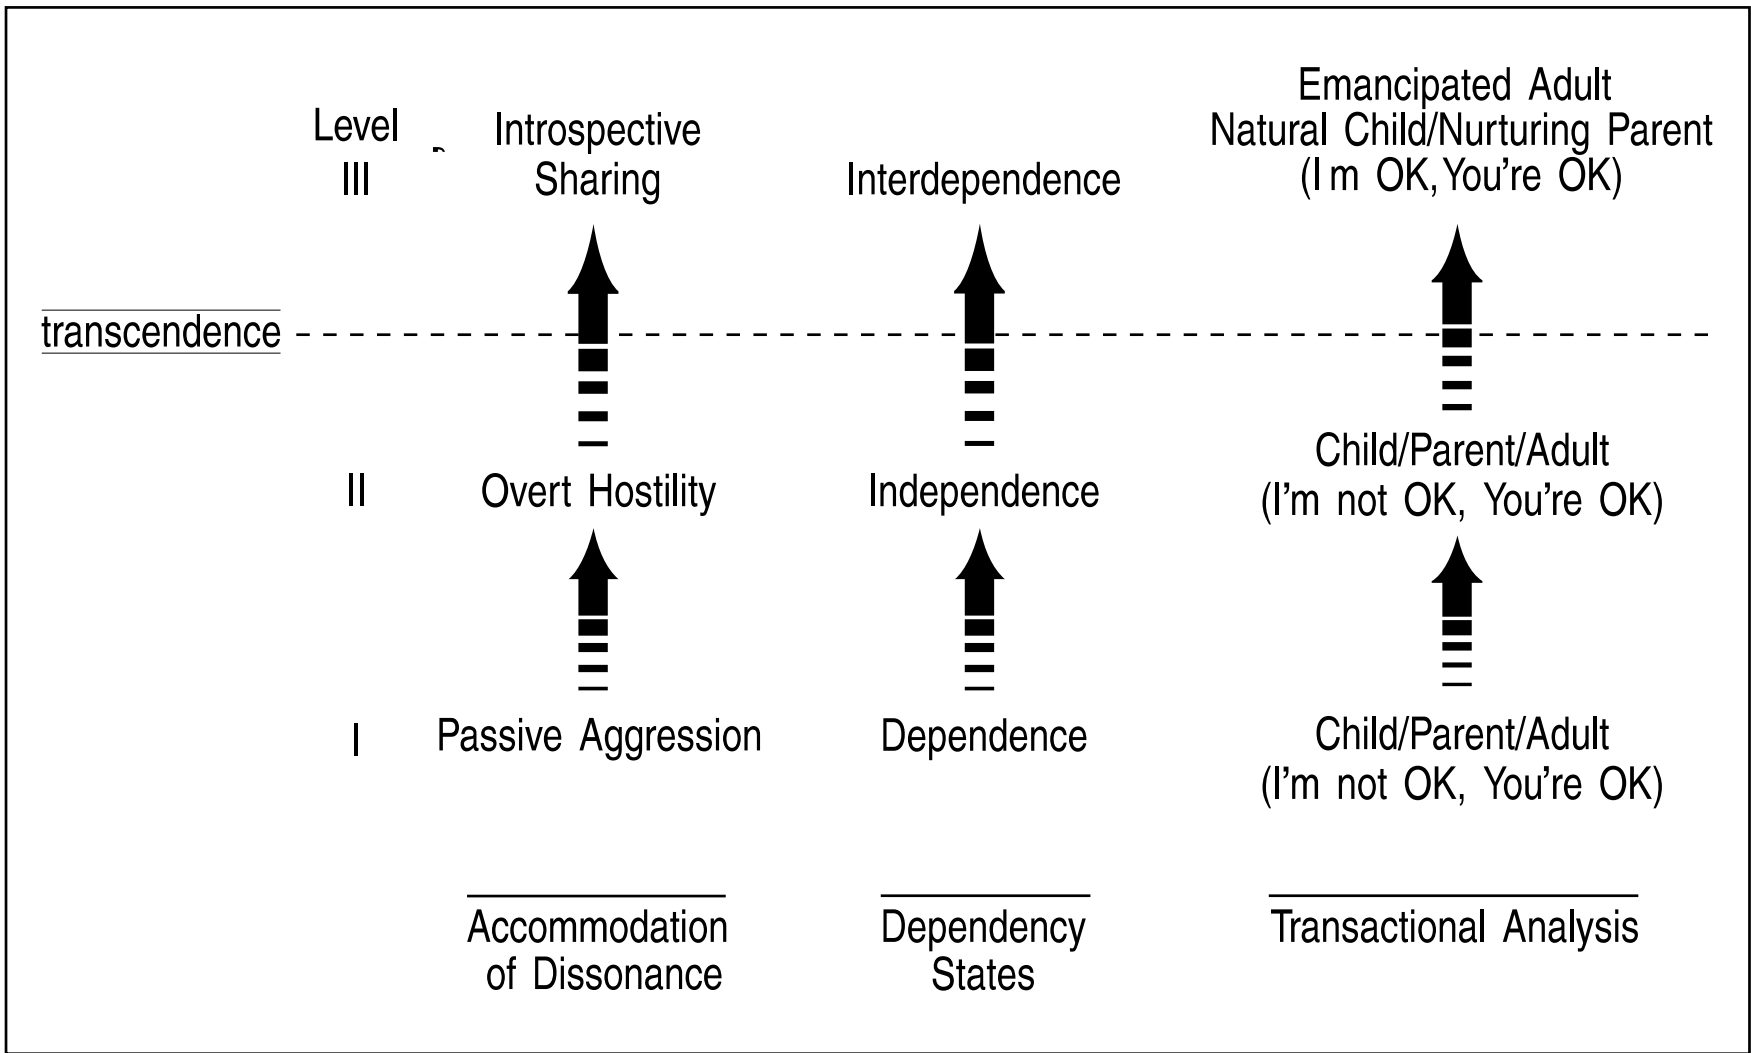 Level
III
Introspective
Sharing
Interdependence
Emancipated Adult
Natural Child/Nurturing Parent
(I m OK, You're OK)
transcendence
II
Overt Hostility
Independence
Child/Parent/Adult
(I'm not OK, You're OK)
I
Passive Aggression
Dependence
Child/Parent/Adult
(I'm not OK, You're OK)
Accommodation
of Dissonance
Dependency
States
Transactional Analysis